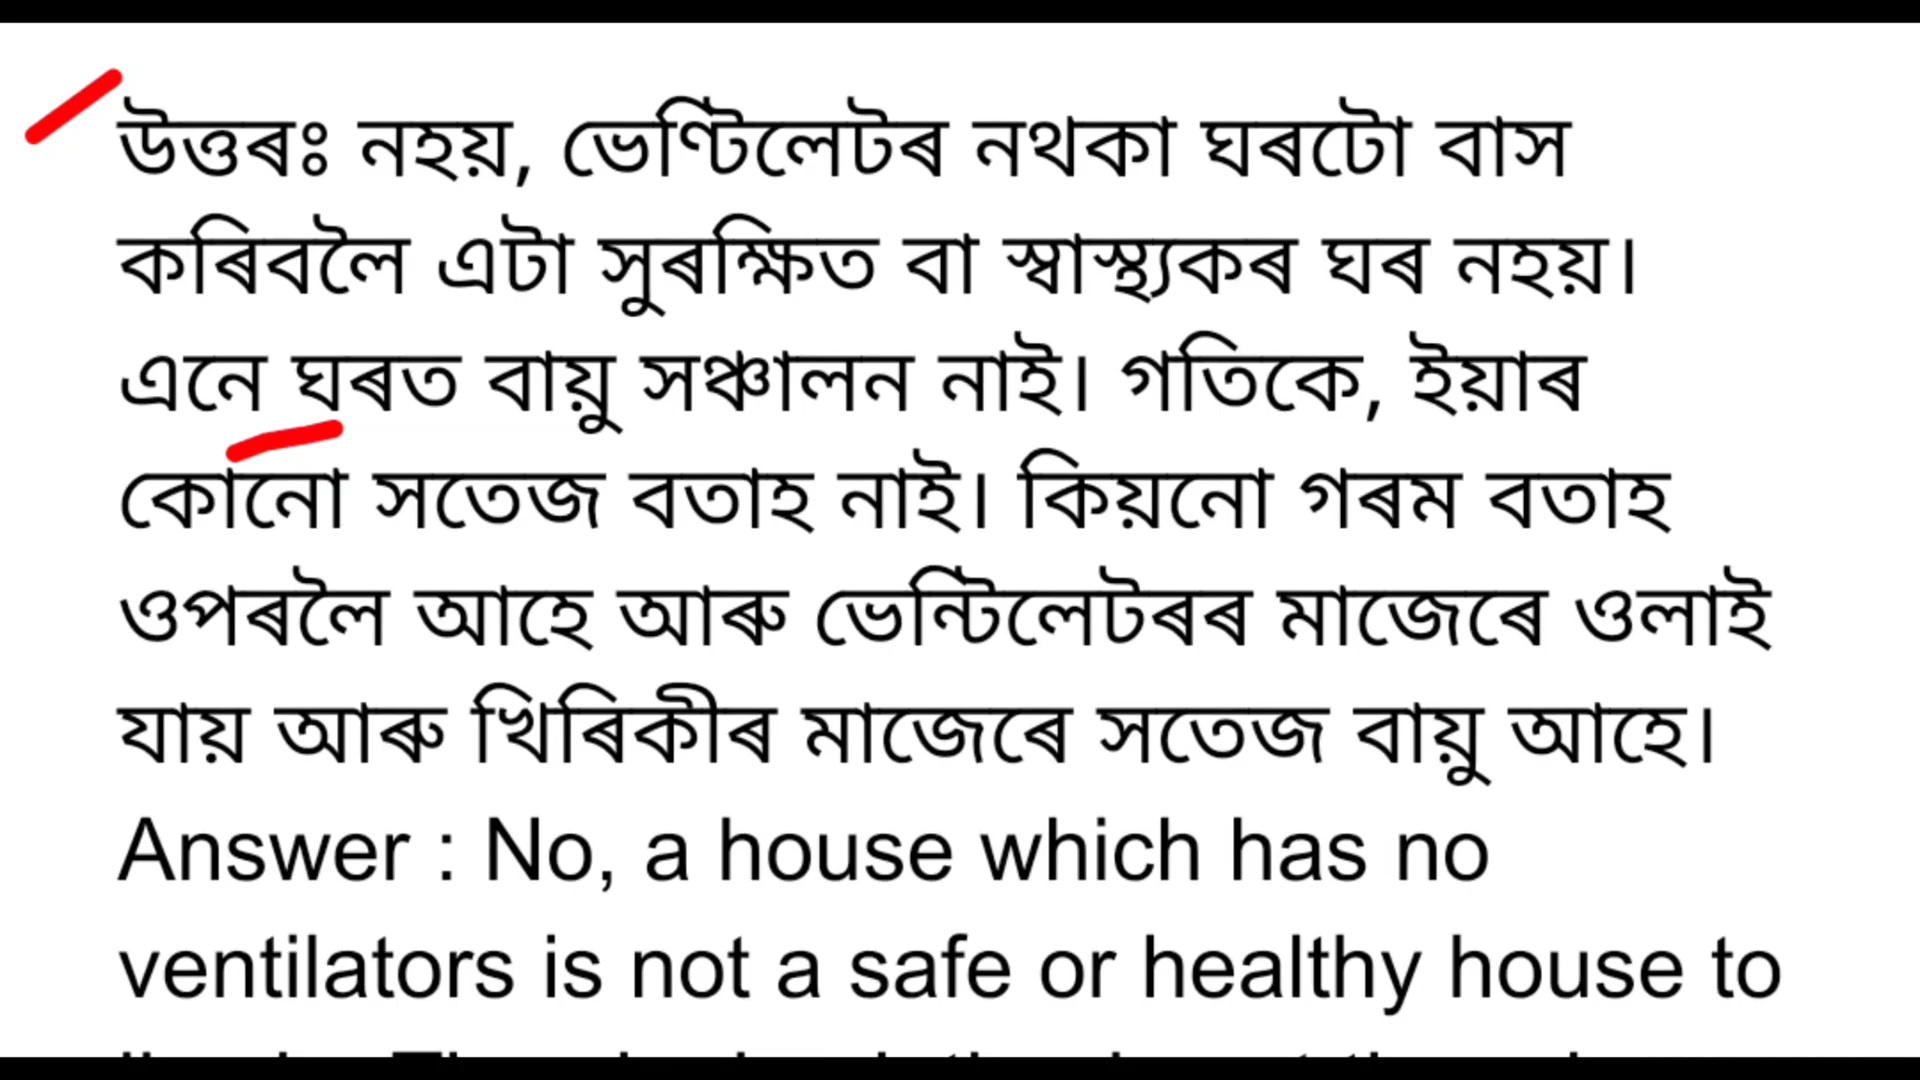 উত্তৰঃ নহয়, ভেণ্টিলেটৰ নথকা ঘৰটো বাস
কৰিবলৈ এটা সুৰক্ষিত বা স্বাস্থ্যকৰ ঘৰ নহয়।
এনে ঘৰত বায়ু সঞ্চালন নাই। গতিকে, ইয়াৰ
কোনো সতেজ বতাহ নাই। কিয়নো গৰম বতাহ
ওপৰলৈ আহে আৰু ভেন্টিলেটৰৰ মাজেৰে ওলাই
যায় আৰু খিৰিকীৰ মাজেৰে সতেজ বায়ু আহে।
Answer : No, a house which has no
ventilators is not a safe or healthy house to